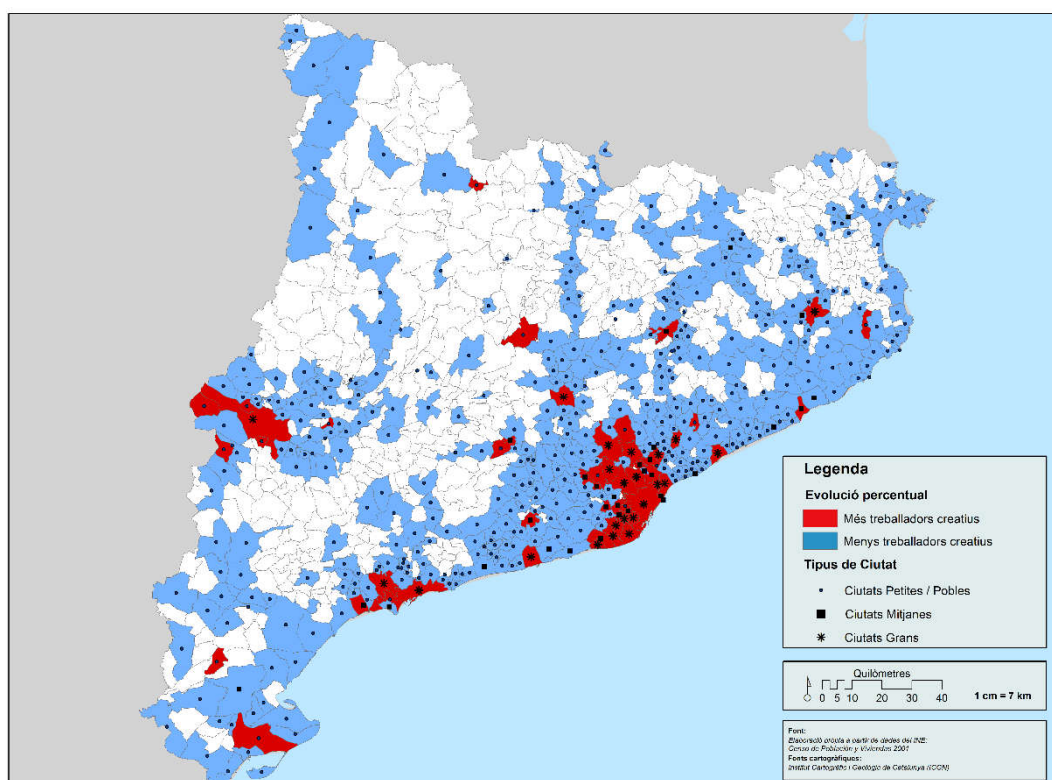 Legenda
Evolució percentual
Més treballadors creatius
Menys treballadors creatius
Tipus de Ciutat
Ciutats Petites / Pobles
Ciutats Mitjanes
Ciutats Grans
Quilòmetres
0 5 10 20 30 40
1 cm = 7 km
Font:
Elaboració pròpia a partir de dades del INE:
Censo de Población y Viviendas 2001
Fonts cartogràfiques:
Institut Cartogràfic i Geològic de Catalunya (ICGN)